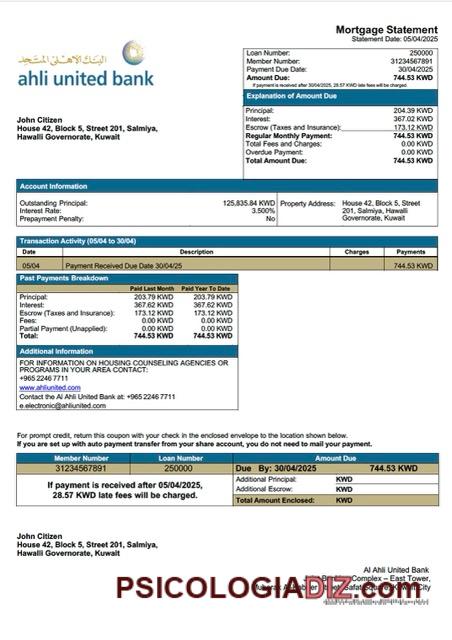 Mortgage Statement
Statement Date: 05/04/2025
البنك الأهلي المتحد
ahli united bank
Loan Number: 250000
Member Number: 31234567891
Payment Due Date: 30/04/2025
Amount Due: 744.53 KWD
If payment is received after 30/04/2025, 28.57 KWD late fees will be charged.
Explanation of Amount Due
Principal: 204.39 KWD
Interest: 367.02 KWD
Escrow (Taxes and Insurance): 173.12 KWD
Regular Monthly Payment: 744.53 KWD
Total Fees and Charges: 0.00 KWD
Overdue Payment: 0.00 KWD
Total Amount Due: 744.53 KWD
John Citizen
House 42, Block 5, Street 201, Salmiya,
Hawalli Governorate, Kuwait
Account Information
Outstanding Principal: 125,835.84 KWD
Interest Rate: 3.500%
Prepayment Penalty: No
Property Address: House 42, Block 5, Street
201, Salmiya, Hawalli
Governorate, Kuwait
Transaction Activity (05/04 to 30/04)
Date Description Charges Payments
05/04 Payment Received Due Date 30/04/25 744.53 KWD
Past Payments Breakdown
Paid Last Month Paid Year To Date
Principal: 203.79 KWD 203.79 KWD
Interest: 367.62 KWD 367.62 KWD
Escrow (Taxes and Insurance): 173.12 KWD 173.12 KWD
Fees: 0.00 KWD 0.00 KWD
Partial Payment (Unapplied): 0.00 KWD 0.00 KWD
Total: 744.53 KWD 744.53 KWD
Additional Information
FOR INFORMATION ON HOUSING COUNSELING AGENCIES OR
PROGRAMS IN YOUR AREA CONTACT:
+965 2246 7711
www.ahliunited.com
Contact the Al Ahli United Bank at: +965 2246 7711
e.electronic@ahliunited.com
For prompt credit, return this coupon with your check in the enclosed envelope to the location shown below.
If you are set up with auto payment transfer from your share account, you do not need to mail your payment.
Member Number Loan Number Amount Due
31234567891 250000 Due By: 30/04/2025 744.53 KWD
If payment is received after 05/04/2025,
28.57 KWD late fees will be charged.
Additional Principal: KWD
Additional Escrow: KWD
Total Amount Enclosed: KWD
John Citizen
House 42, Block 5, Street 201, Salmiya,
Hawalli Governorate, Kuwait
Al Ahli United Bank
Complex – East Tower,
PSICOLOGIADIZ.com